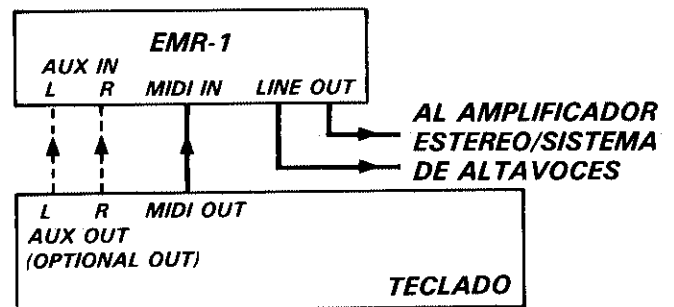 EMR-1
AUX IN
L R MIDI IN LINE OUT
AL AMPLIFICADOR
ESTEREO/SISTEMA
DE ALTAVOCES
L R MIDI OUT
AUX OUT
(OPTIONAL OUT)
TECLADO